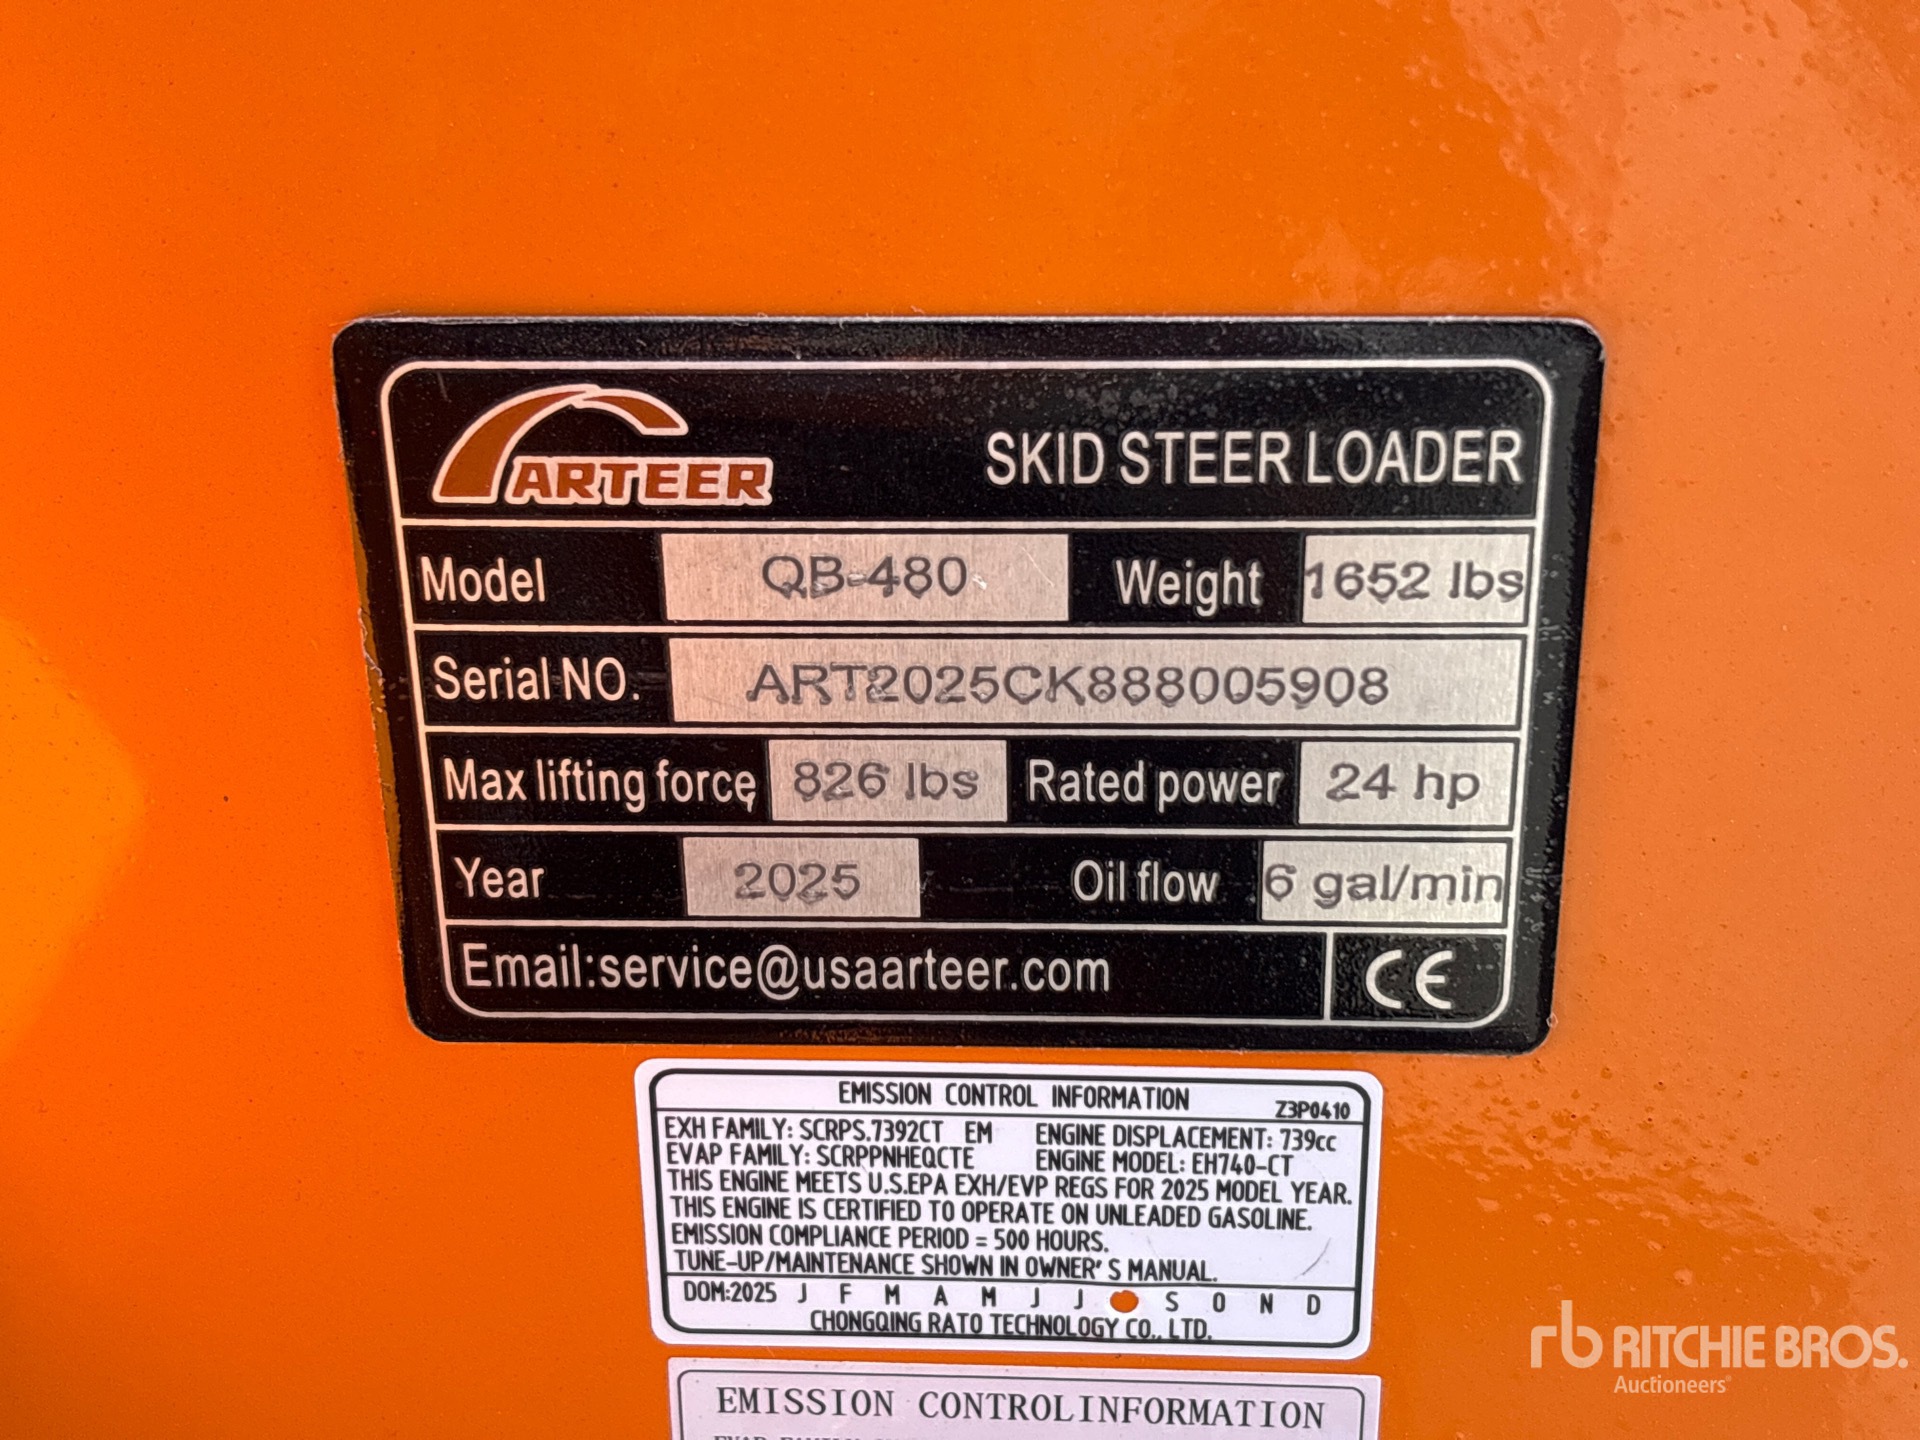 ARTEER
SKID STEER LOADER
Model QB-480 Weight 1652 lbs
Serial NO. ART2025CK888005908
Max lifting force 826 lbs Rated power 24 hp
Year 2025 Oil flow 6 gal/min
Email:service@usaarteer.com CE
EMISSION CONTROL INFORMATION Z3P0410
EXH FAMILY: SCRPS.7392CT EM ENGINE DISPLACEMENT: 739cc
EVAP FAMILY: SCRPPNHEQCTE ENGINE MODEL: EH740-CT
THIS ENGINE MEETS U.S.EPA EXH/EVP REGS FOR 2025 MODEL YEAR.
THIS ENGINE IS CERTIFIED TO OPERATE ON UNLEADED GASOLINE.
EMISSION COMPLIANCE PERIOD = 500 HOURS.
TUNE-UP/MAINTENANCE SHOWN IN OWNER'S MANUAL.
DOM:2025 J F M A M J J S O N D
CHONGQING RATO TECHNOLOGY CO., LTD.
EMISSION CONTROLINFORMATION
rb RITCHIE BROS.
Auctioneers